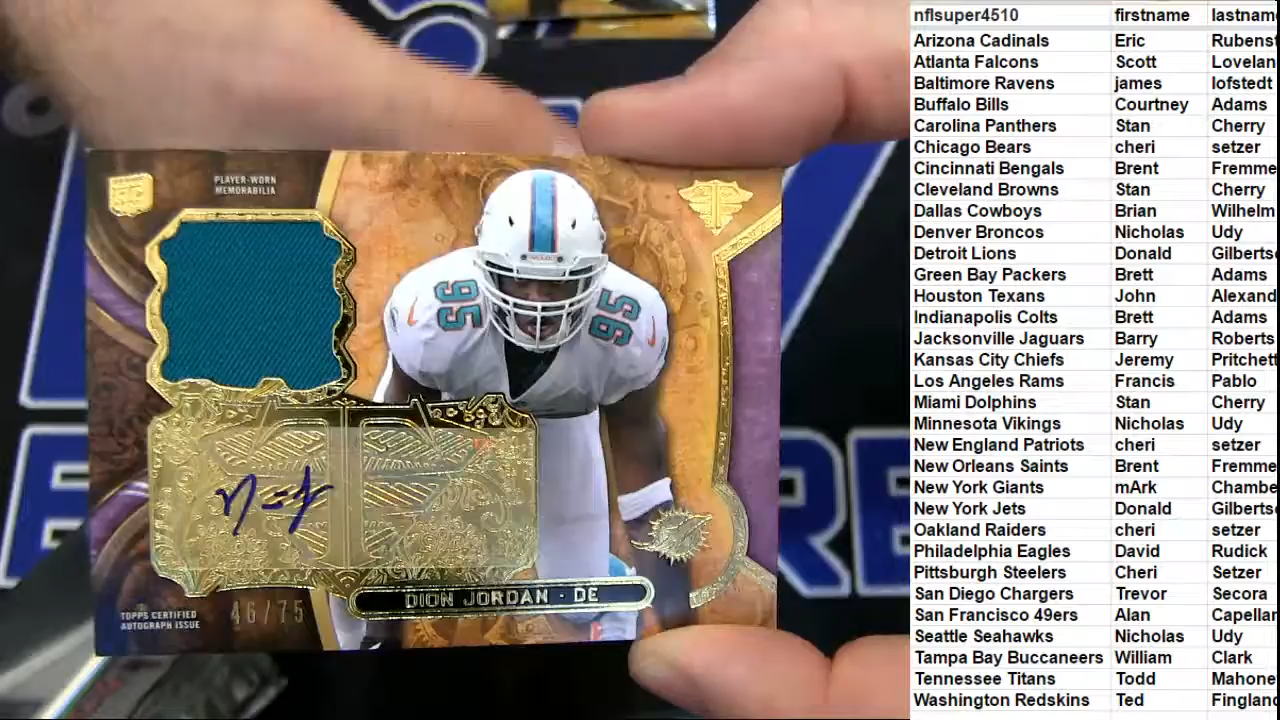 PLAYER-WORN
MEMORABILIA
RC
95
95
DION JORDAN · DE
TOPPS CERTIFIED
AUTOGRAPH ISSUE
46/75
nflsuper4510 firstname lastnam
Arizona Cadinals Eric Rubenst
Atlanta Falcons Scott Lovelan
Baltimore Ravens james lofstedt
Buffalo Bills Courtney Adams
Carolina Panthers Stan Cherry
Chicago Bears cheri setzer
Cincinnati Bengals Brent Fremme
Cleveland Browns Stan Cherry
Dallas Cowboys Brian Wilhelm
Denver Broncos Nicholas Udy
Detroit Lions Donald Gilbertso
Green Bay Packers Brett Adams
Houston Texans John Alexand
Indianapolis Colts Brett Adams
Jacksonville Jaguars Barry Roberts
Kansas City Chiefs Jeremy Pritchett
Los Angeles Rams Francis Pablo
Miami Dolphins Stan Cherry
Minnesota Vikings Nicholas Udy
New England Patriots cheri setzer
New Orleans Saints Brent Fremme
New York Giants mArk Chambe
New York Jets Donald Gilbertso
Oakland Raiders cheri setzer
Philadelphia Eagles David Rudick
Pittsburgh Steelers Cheri Setzer
San Diego Chargers Trevor Secora
San Francisco 49ers Alan Capellar
Seattle Seahawks Nicholas Udy
Tampa Bay Buccaneers William Clark
Tennessee Titans Todd Mahone
Washington Redskins Ted Finglan